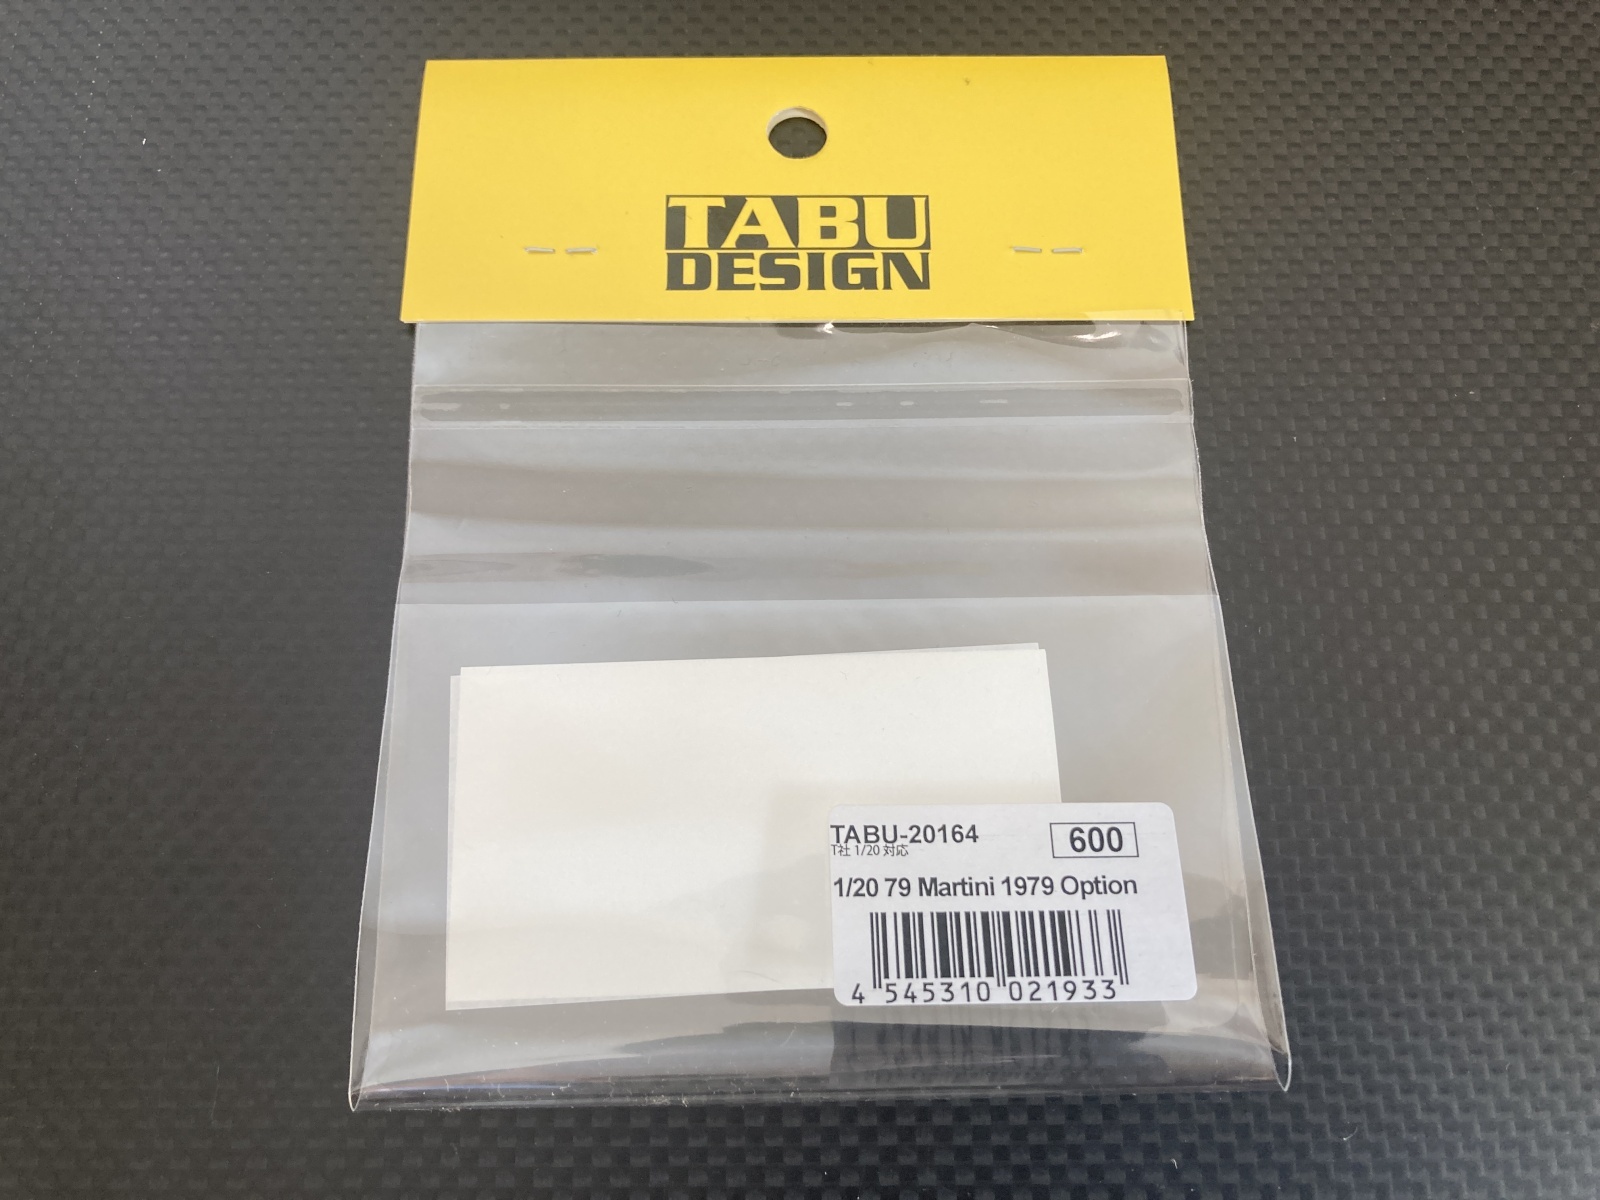 TABU
DESIGN
TABU-20164
600
T社 1/20 対応
1/20 79 Martini 1979 Option
4 545310 021933